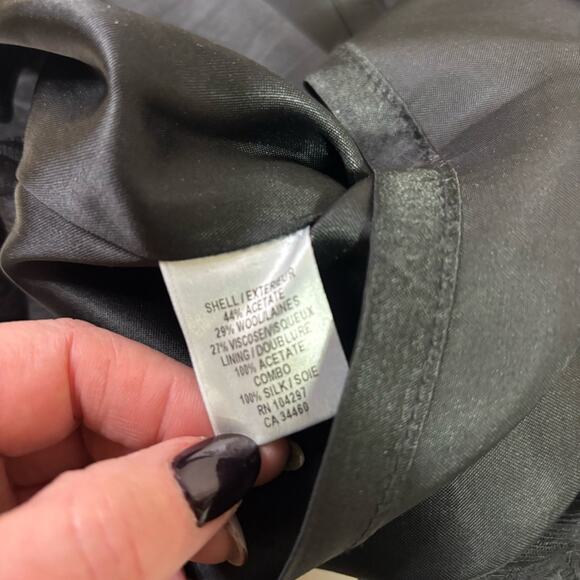 SHELL/EXTERIEUR
44% ACETATE
29% WOOL/LAINES
27% VISCOSE/VISQUEUX
LINING/DOUBLURE
100% ACETATE
COMBO
100% SILK/SOIE
RN 104297
CA 34460